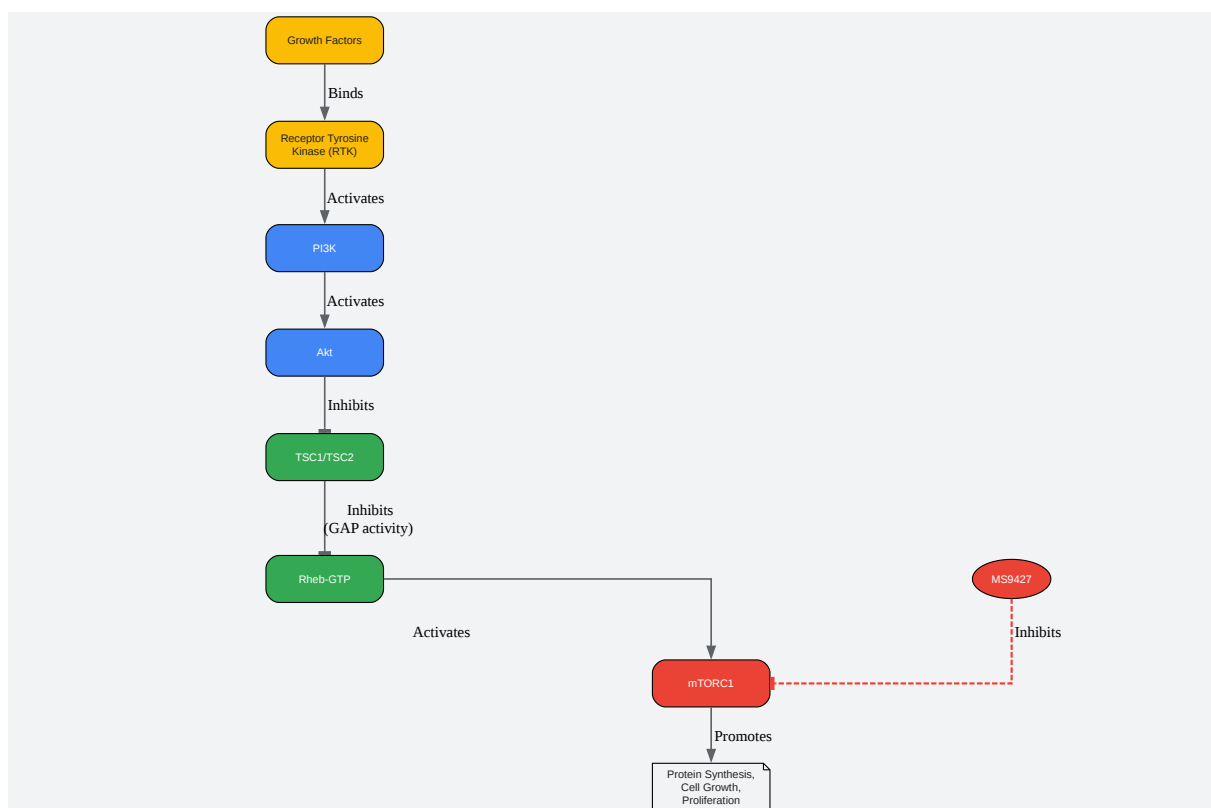 Growth Factors
Binds
Receptor Tyrosine
Kinase (RTK)
Activates
PI3K
Activates
Akt
Inhibits
TSC1/TSC2
Inhibits
(GAP activity)
Rheb-GTP
MS9427
Activates
Inhibits
mTORC1
Promotes
Protein Synthesis,
Cell Growth,
Proliferation